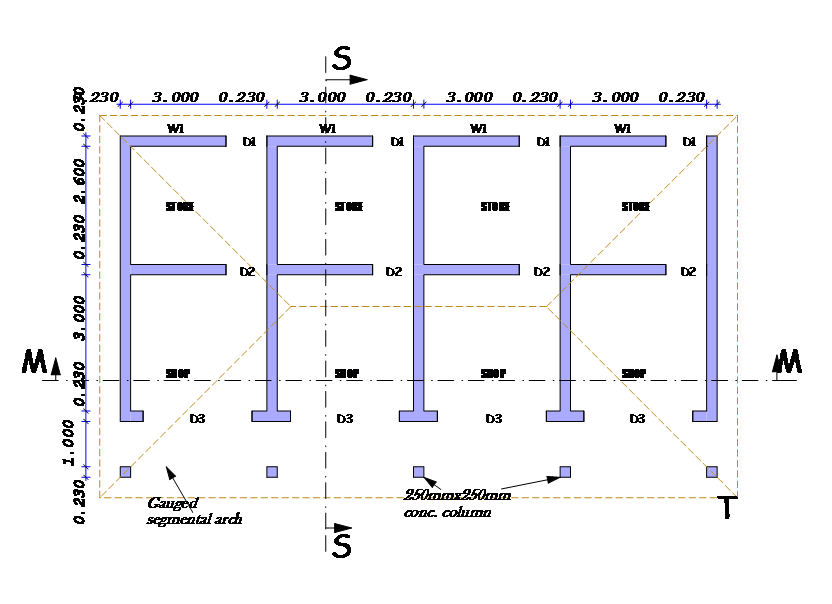 S
.230 3.000 0.230 3.000 0.230 3.000 0.230 3.000 0.230
0.230
W1 W1 W1 W1
D1 D1 D1 D1
2.600
STORE STORE STORE STORE
0.230
D2 D2 D2 D2
3.000
M M
SHOP SHOP SHOP SHOP
0.230
D3 D3 D3 D3
1.000
0.230
Gauged
segmental arch
250mmx250mm
conc. column
T
S